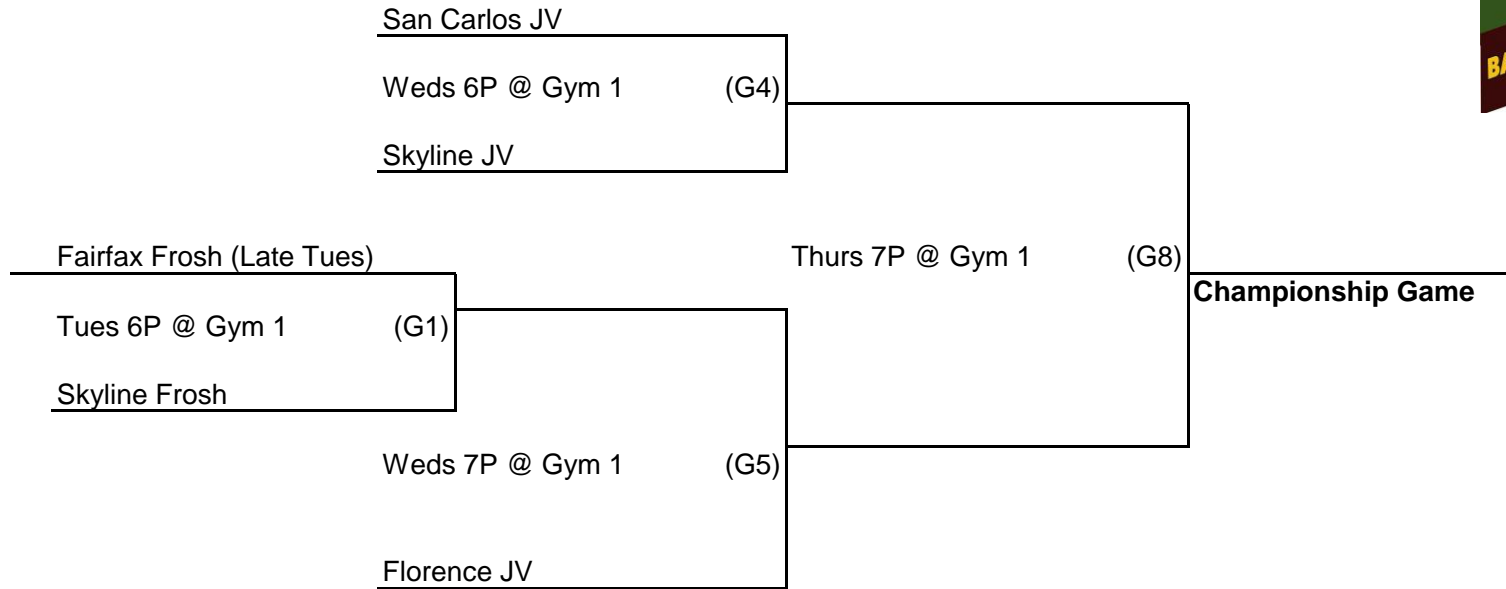 San Carlos JV
Weds 6P @ Gym 1 (G4)
Skyline JV
Fairfax Frosh (Late Tues)
Thurs 7P @ Gym 1 (G8)
Championship Game
Tues 6P @ Gym 1 (G1)
Skyline Frosh
Weds 7P @ Gym 1 (G5)
Florence JV